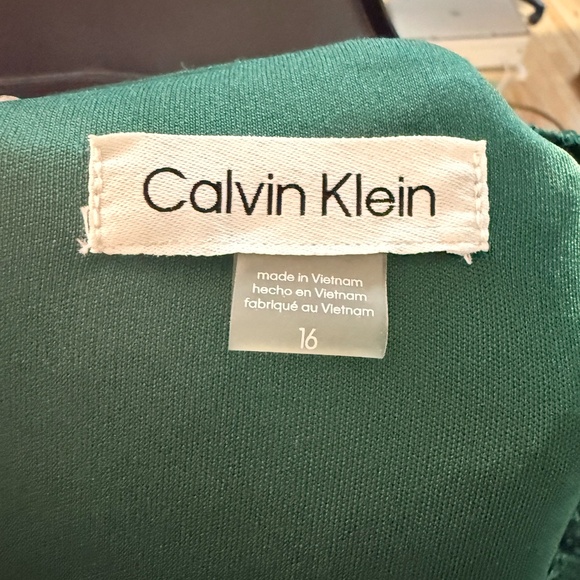 Calvin Klein
made in Vietnam
hecho en Vietnam
fabriqué au Vietnam
16